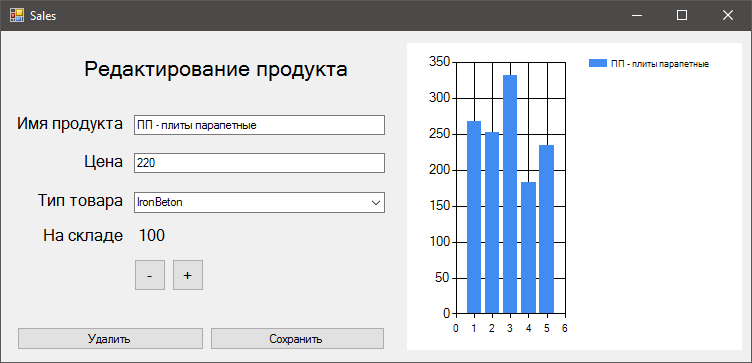 Sales
Редактирование продукта
Имя продукта ПП - плиты парапетные
Цена 220
Тип товара IronBeton
На складе 100
- +
Удалить Сохранить
350
300
250
200
150
100
50
0
0 1 2 3 4 5 6
ПП - плиты парапетные